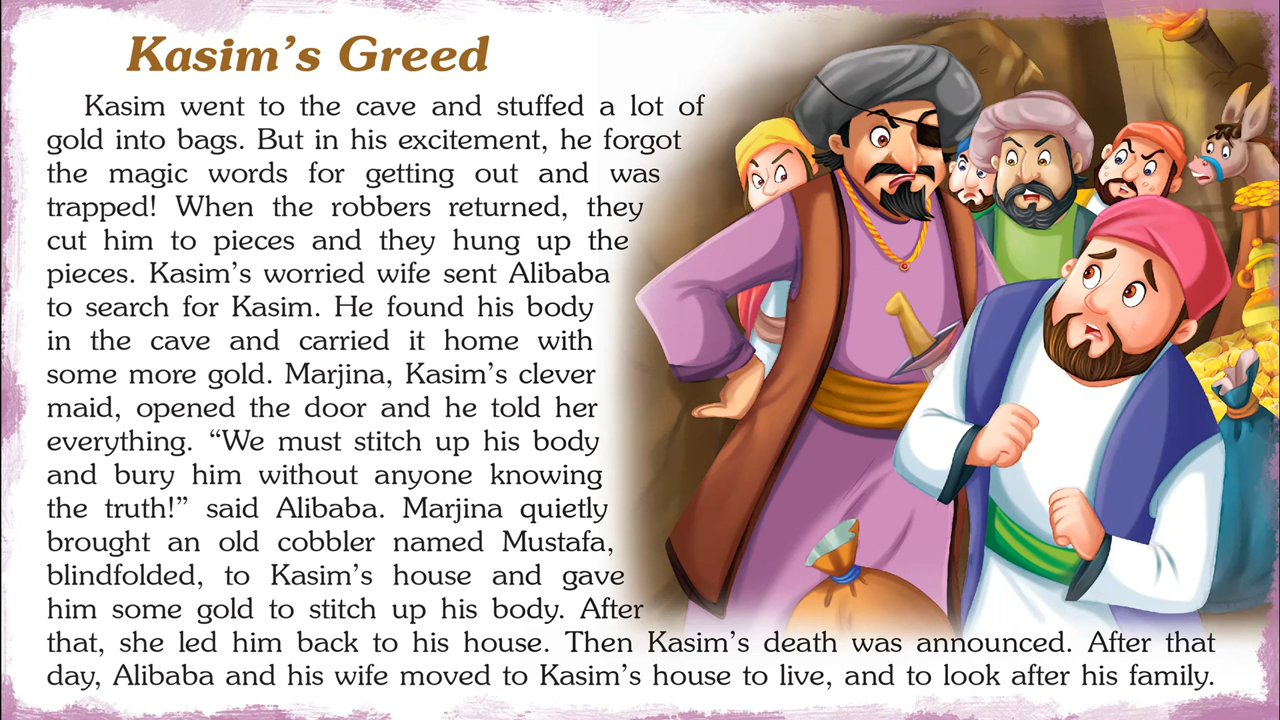 Kasim’s Greed
Kasim went to the cave and stuffed a lot of
gold into bags. But in his excitement, he forgot
the magic words for getting out and was
trapped! When the robbers returned, they
cut him to pieces and they hung up the
pieces. Kasim’s worried wife sent Alibaba
to search for Kasim. He found his body
in the cave and carried it home with
some more gold. Marjina, Kasim’s clever
maid, opened the door and he told her
everything. “We must stitch up his body
and bury him without anyone knowing
the truth!” said Alibaba. Marjina quietly
brought an old cobbler named Mustafa,
blindfolded, to Kasim’s house and gave
him some gold to stitch up his body. After
that, she led him back to his house. Then Kasim’s death was announced. After that
day, Alibaba and his wife moved to Kasim’s house to live, and to look after his family.